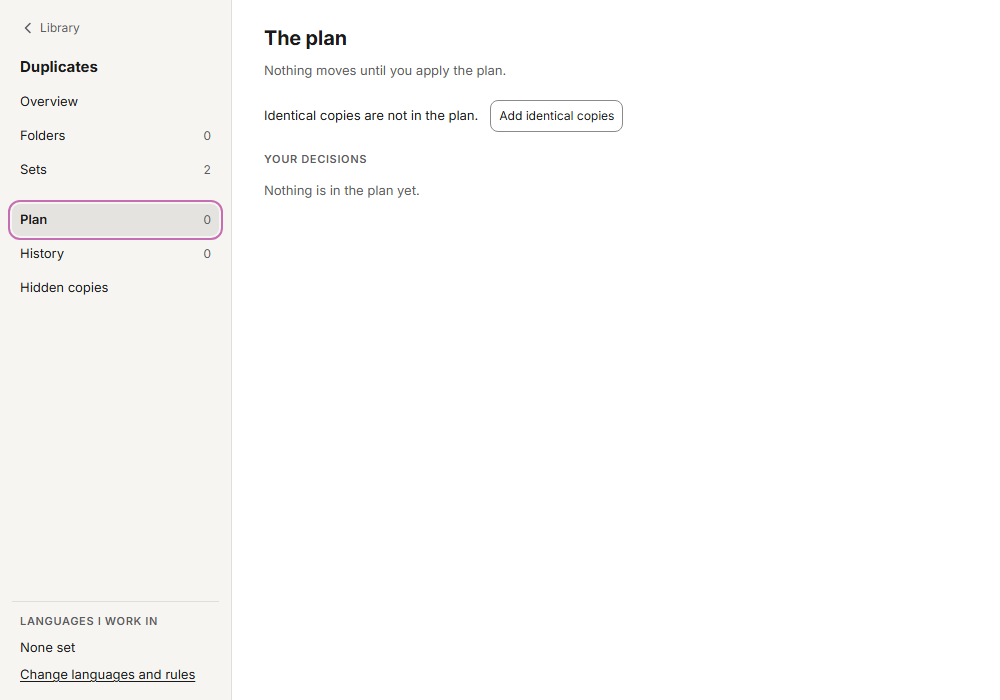 Library
Duplicates
Overview
Folders 0
Sets 2
Plan 0
History 0
Hidden copies
LANGUAGES I WORK IN
None set
Change languages and rules
The plan
Nothing moves until you apply the plan.
Identical copies are not in the plan. Add identical copies
YOUR DECISIONS
Nothing is in the plan yet.